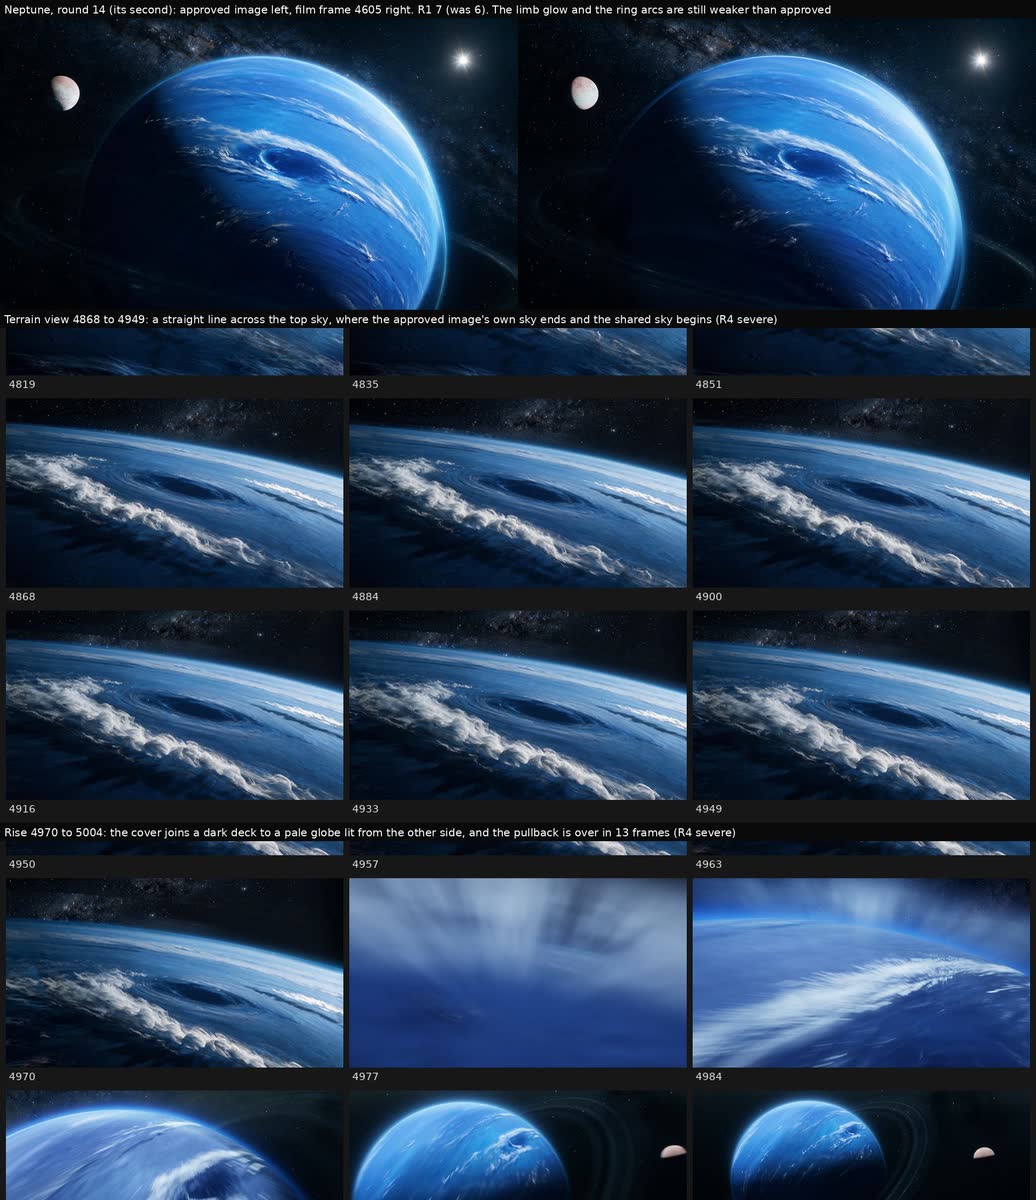 Neptune, round 14 (its second): approved image left, film frame 4605 right. R1 7 (was 6). The limb glow and the ring arcs are still weaker than approved
Terrain view 4868 to 4949: a straight line across the top sky, where the approved image's own sky ends and the shared sky begins (R4 severe)
4819 4835 4851
4868 4884 4900
4916 4933 4949
Rise 4970 to 5004: the cover joins a dark deck to a pale globe lit from the other side, and the pullback is over in 13 frames (R4 severe)
4950 4957 4963
4970 4977 4984